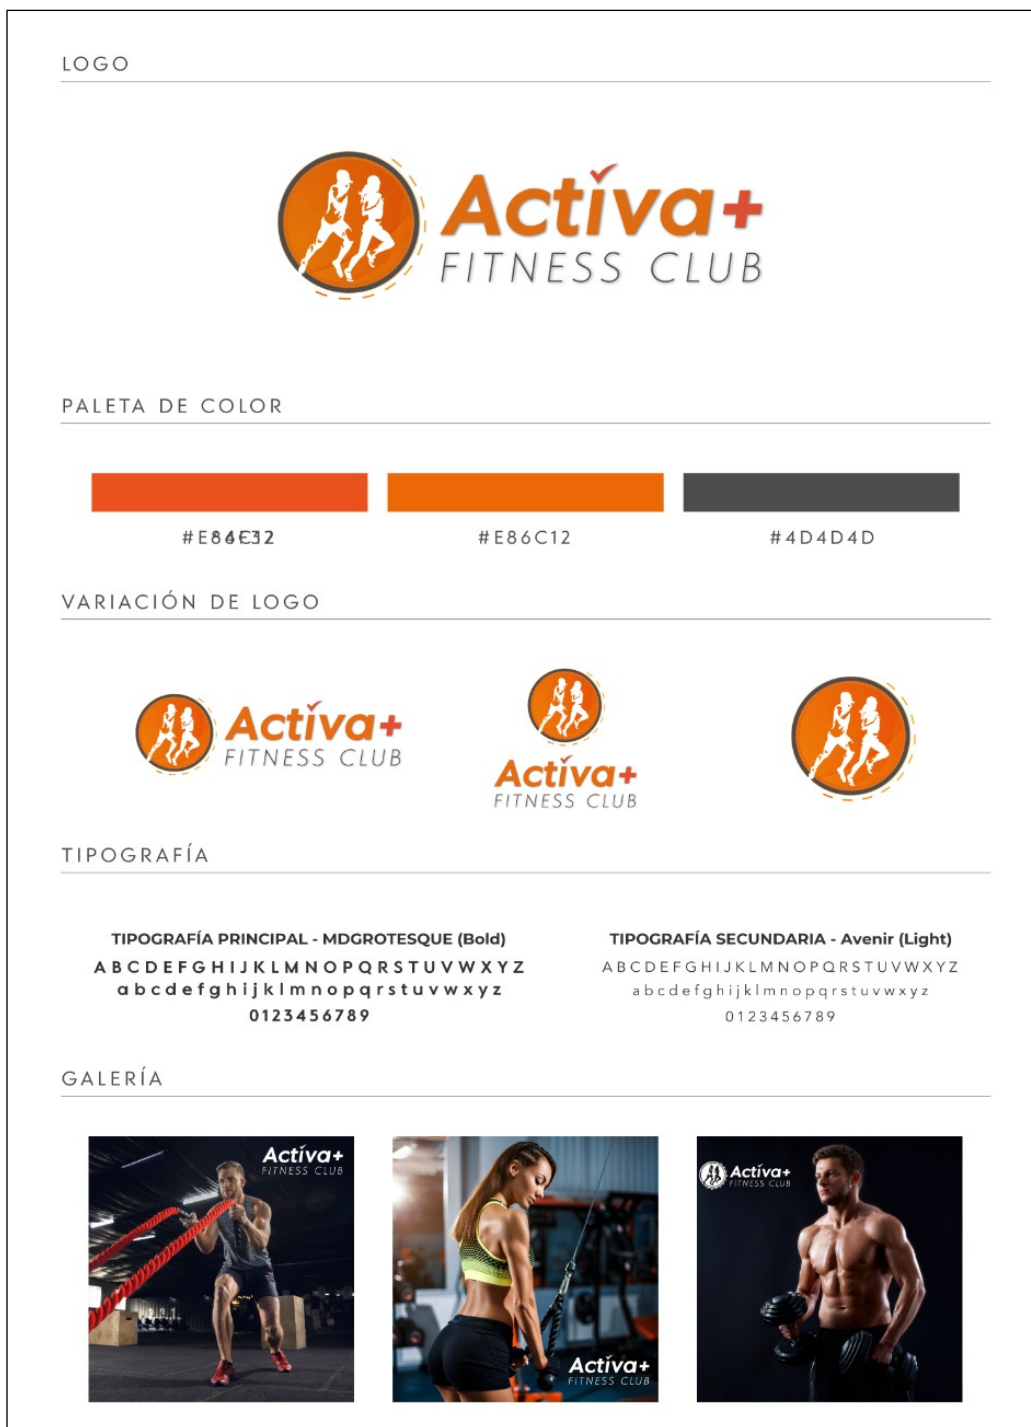 LOGO
Activa+
FITNESS CLUB
PALETA DE COLOR
#E86C12
#4D4D4D
VARIACIÓN DE LOGO
Activa+
FITNESS CLUB
Activa+
FITNESS CLUB
TIPOGRAFÍA
TIPOGRAFÍA PRINCIPAL - MDGROTESQUE (Bold)
ABCDEFGHIJKLMNOPQRSTUVWXYZ
abcdefghijklmnopqrstuvwxyz
0123456789
TIPOGRAFÍA SECUNDARIA - Avenir (Light)
ABCDEFGHIJKLMNOPQRSTUVWXYZ
abcdefghijklmnopqrstuvwxyz
0123456789
GALERÍA
Activa+
FITNESS CLUB
Activa+
FITNESS CLUB
Activa+
FITNESS CLUB